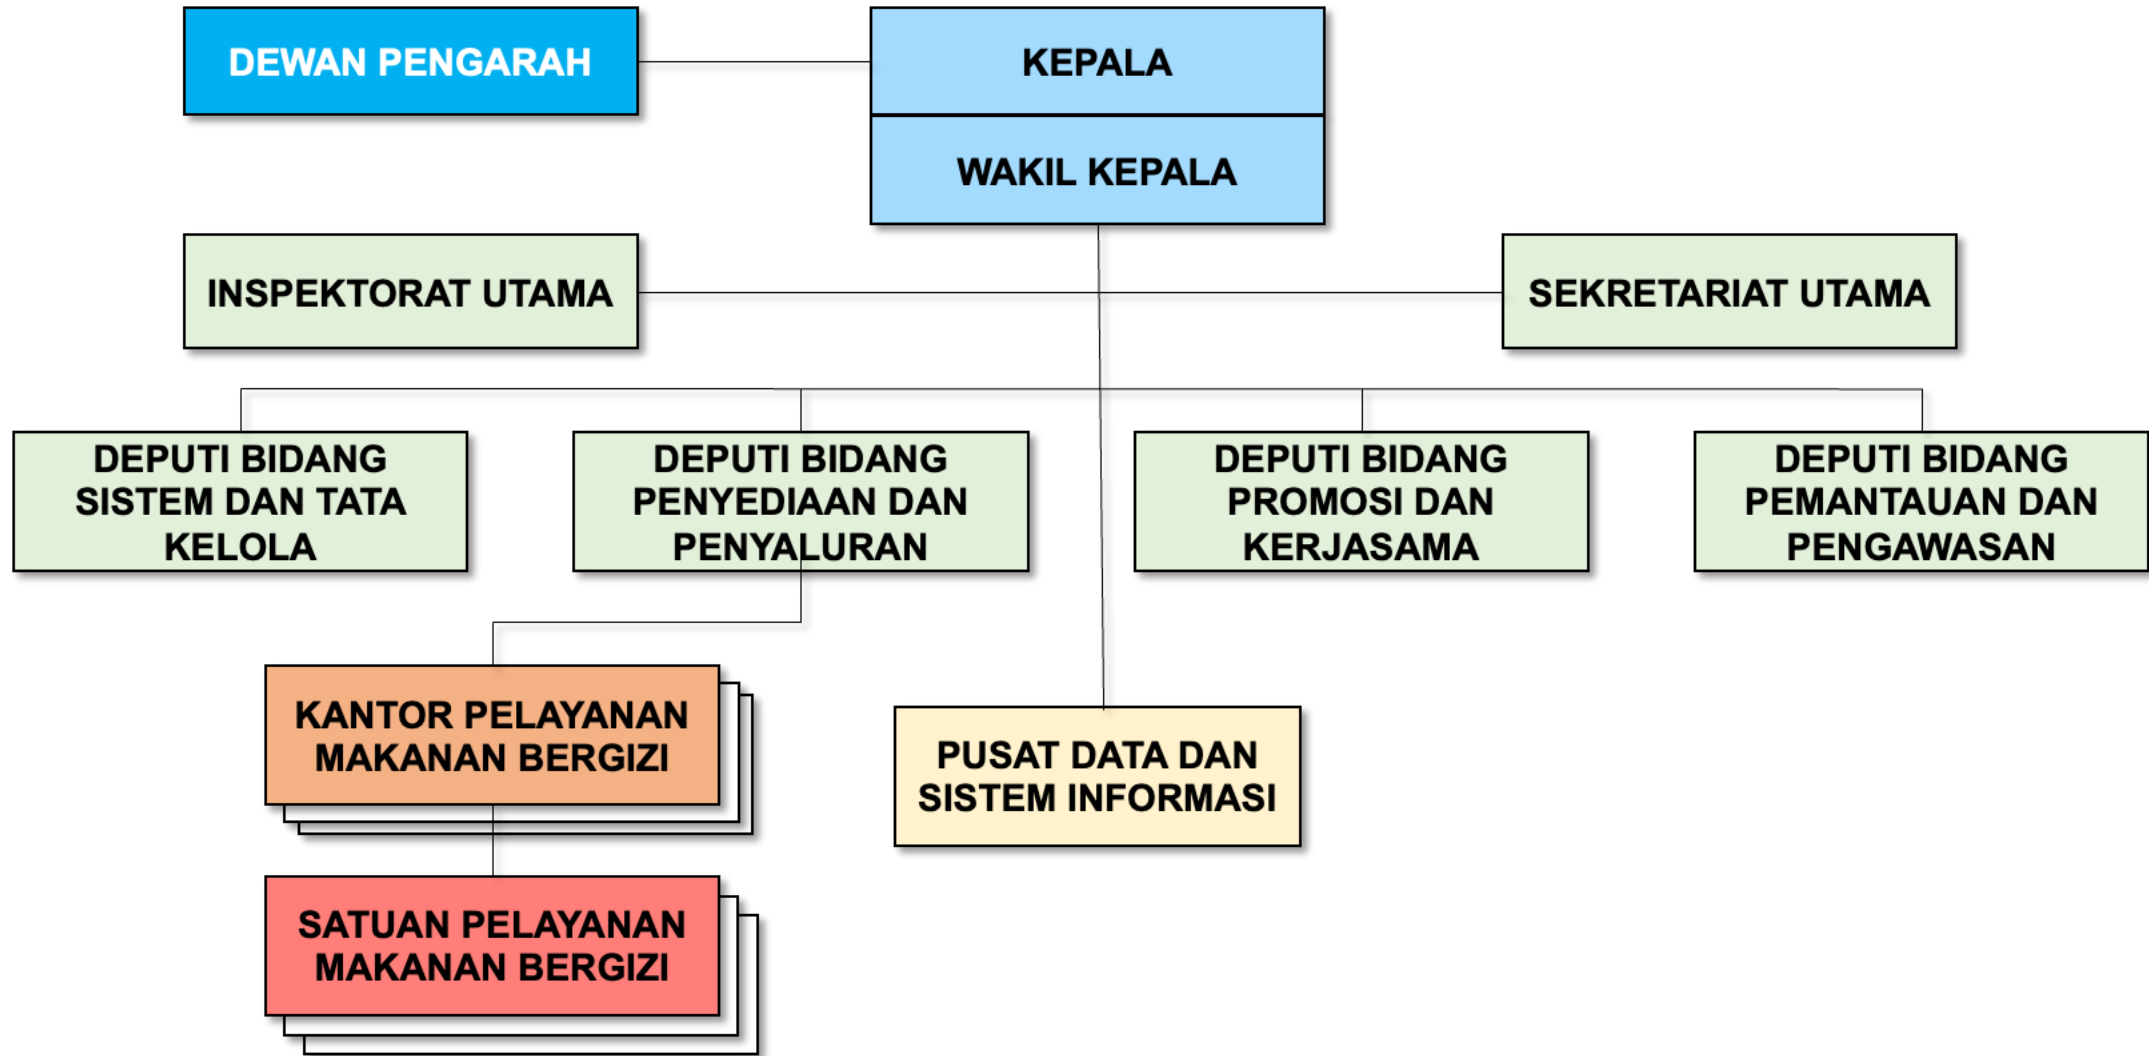 DEWAN PENGARAH
KEPALA
WAKIL KEPALA
INSPEKTORAT UTAMA
SEKRETARIAT UTAMA
DEPUTI BIDANG
SISTEM DAN TATA
KELOLA
DEPUTI BIDANG
PENYEDIAAN DAN
PENYALURAN
DEPUTI BIDANG
PROMOSI DAN
KERJASAMA
DEPUTI BIDANG
PEMANTAUAN DAN
PENGAWASAN
KANTOR PELAYANAN
MAKANAN BERGIZI
PUSAT DATA DAN
SISTEM INFORMASI
SATUAN PELAYANAN
MAKANAN BERGIZI